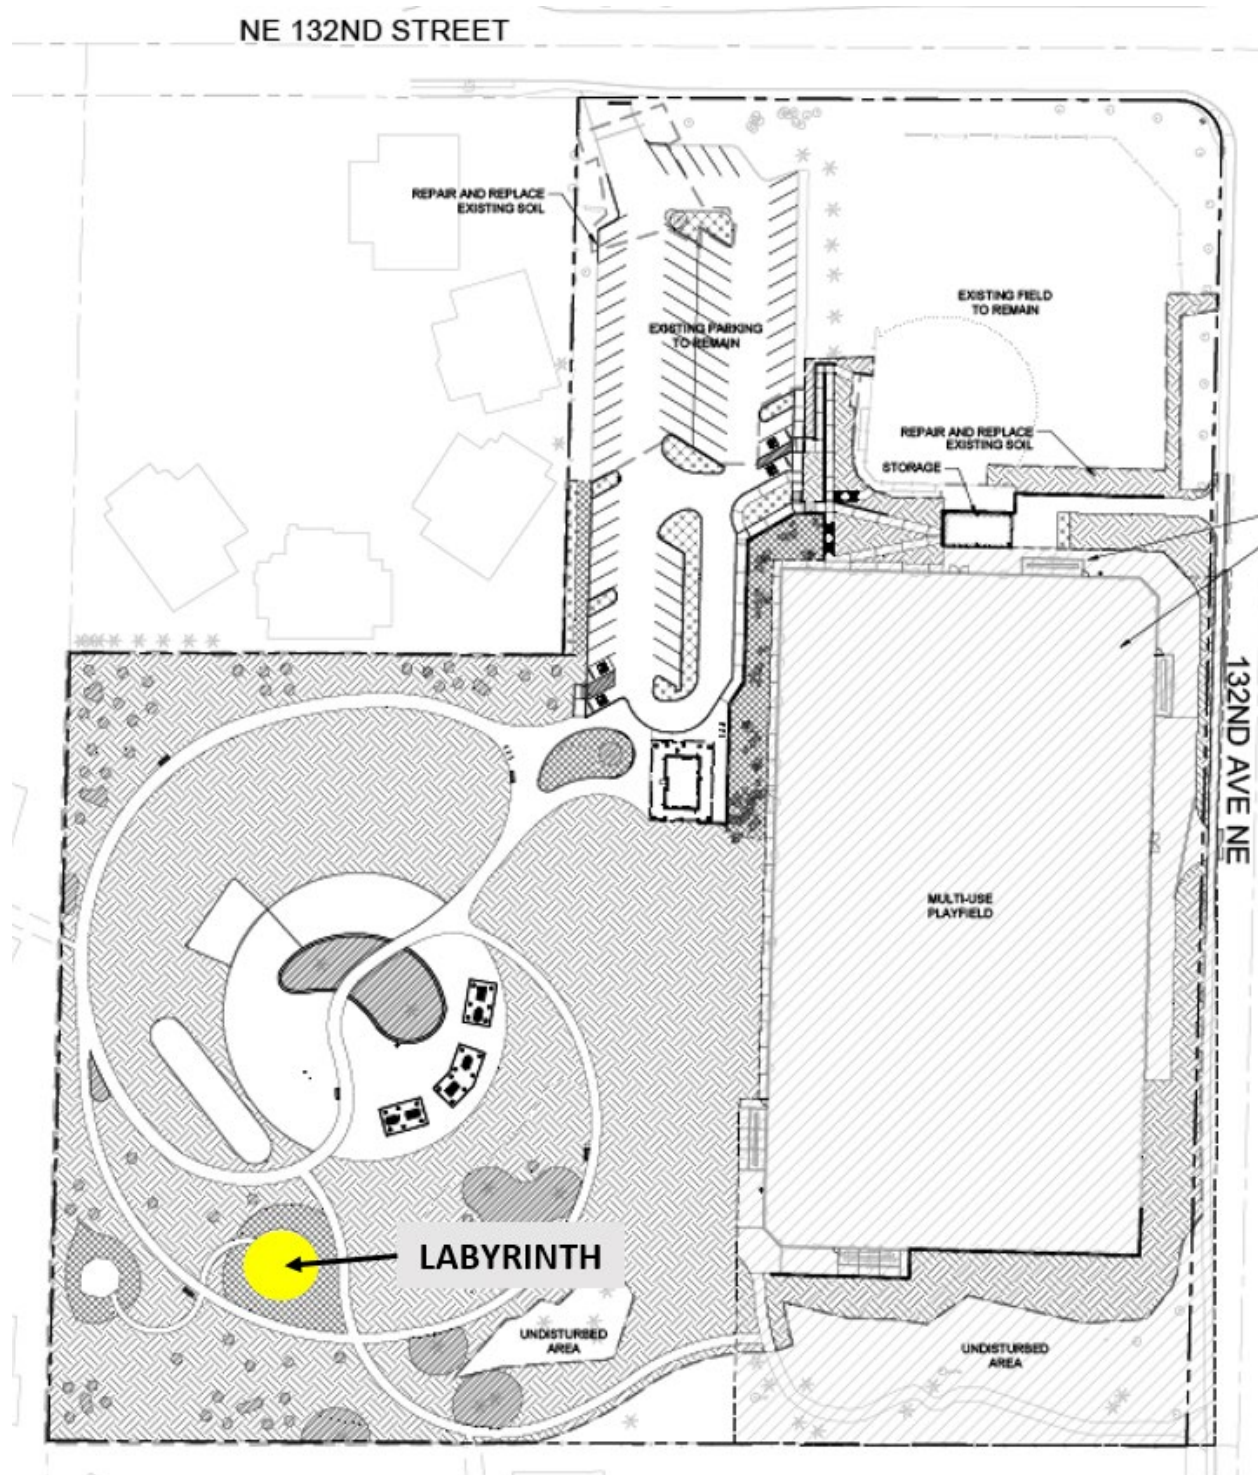 NE 132ND STREET
REPAIR AND REPLACE
EXISTING SOIL
EXISTING FIELD
TO REMAIN
EXISTING PARKING
TO REMAIN
REPAIR AND REPLACE
EXISTING SOIL
STORAGE
132ND AVE NE
MULTI-USE
PLAYFIELD
LABYRINTH
UNDISTURBED
AREA
UNDISTURBED
AREA